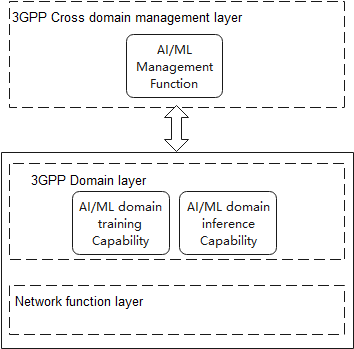 3GPP Cross domain management layer
AI/ML
Management
Function
3GPP Domain layer
AI/ML domain
training
Capability
AI/ML domain
inference
Capability
Network function layer